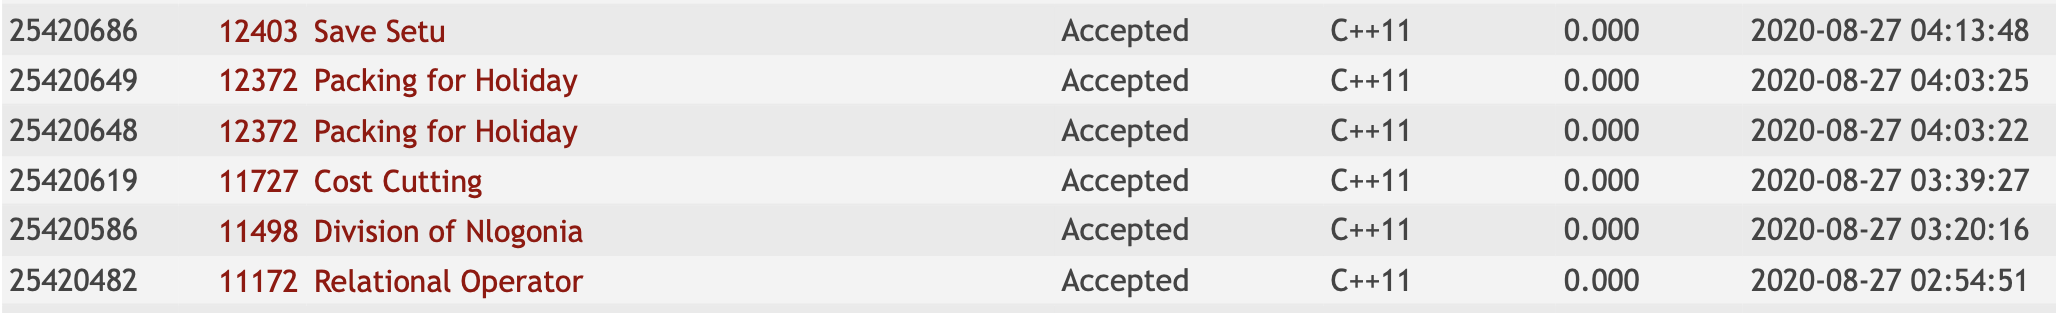 25420686 12403 Save Setu Accepted C++11 0.000 2020-08-27 04:13:48
25420649 12372 Packing for Holiday Accepted C++11 0.000 2020-08-27 04:03:25
25420648 12372 Packing for Holiday Accepted C++11 0.000 2020-08-27 04:03:22
25420619 11727 Cost Cutting Accepted C++11 0.000 2020-08-27 03:39:27
25420586 11498 Division of Nlogonia Accepted C++11 0.000 2020-08-27 03:20:16
25420482 11172 Relational Operator Accepted C++11 0.000 2020-08-27 02:54:51